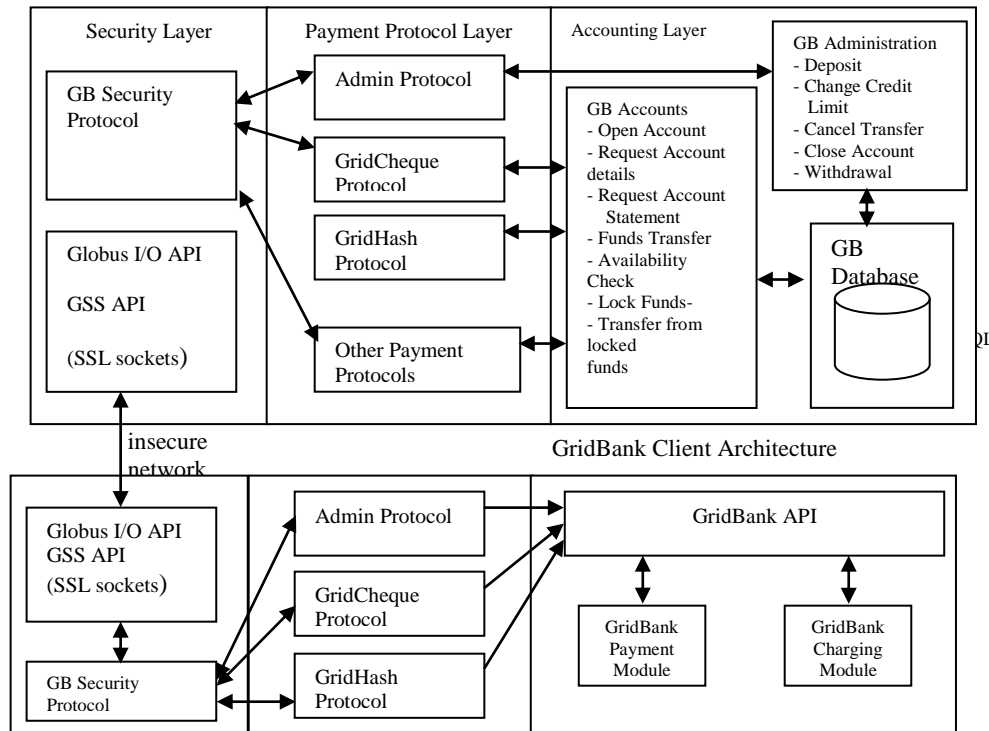 Security Layer
Payment Protocol Layer
Accounting Layer
GB Security
Protocol
Globus I/O API
GSS API
(SSL sockets)
Admin Protocol
GridCheque
Protocol
GridHash
Protocol
Other Payment
Protocols
GB Accounts
- Open Account
- Request Account
details
- Request Account
Statement
- Funds Transfer
- Availability
Check
- Lock Funds-
- Transfer from
locked
funds
GB Administration
- Deposit
- Change Credit
Limit
- Cancel Transfer
- Close Account
- Withdrawal
GB
Database
insecure
network
GridBank Client Architecture
Globus I/O API
GSS API
(SSL sockets)
GB Security
Protocol
Admin Protocol
GridCheque
Protocol
GridHash
Protocol
GridBank API
GridBank
Payment
Module
GridBank
Charging
Module